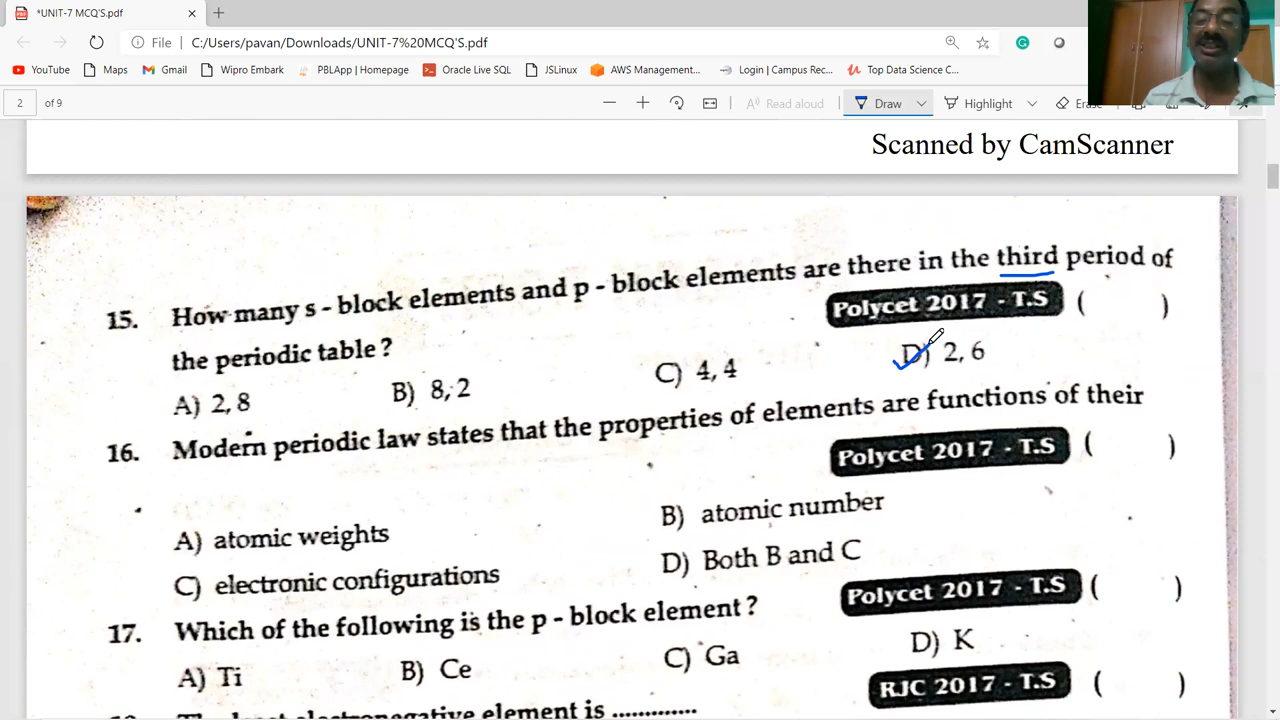 *UNIT-7 MCQ'S.pdf
File C:/Users/pavan/Downloads/UNIT-7%20MCQ'S.pdf
YouTube Maps Gmail Wipro Embark PBLApp | Homepage Oracle Live SQL JSLinux AWS Management... Login | Campus Rec... Top Data Science C...
2 of 9 Read aloud Draw Highlight Erase
Scanned by CamScanner
15. How many s - block elements and p - block elements are there in the third period of
the periodic table ? Polycet 2017 - T.S ( )
A) 2, 8 B) 8, 2 C) 4, 4 D) 2, 6
16. Modern periodic law states that the properties of elements are functions of their
Polycet 2017 - T.S ( )
A) atomic weights B) atomic number
C) electronic configurations D) Both B and C
17. Which of the following is the p - block element ? Polycet 2017 - T.S ( )
A) Ti B) Ce C) Ga D) K
RJC 2017 - T.S ( )
electronegative element is .............